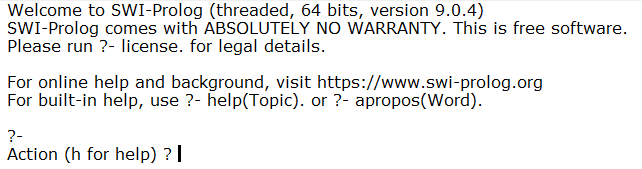 Welcome to SWI-Prolog (threaded, 64 bits, version 9.0.4)
SWI-Prolog comes with ABSOLUTELY NO WARRANTY. This is free software.
Please run ?- license. for legal details.

For online help and background, visit https://www.swi-prolog.org
For built-in help, use ?- help(Topic). or ?- apropos(Word).

?-
Action (h for help) ?